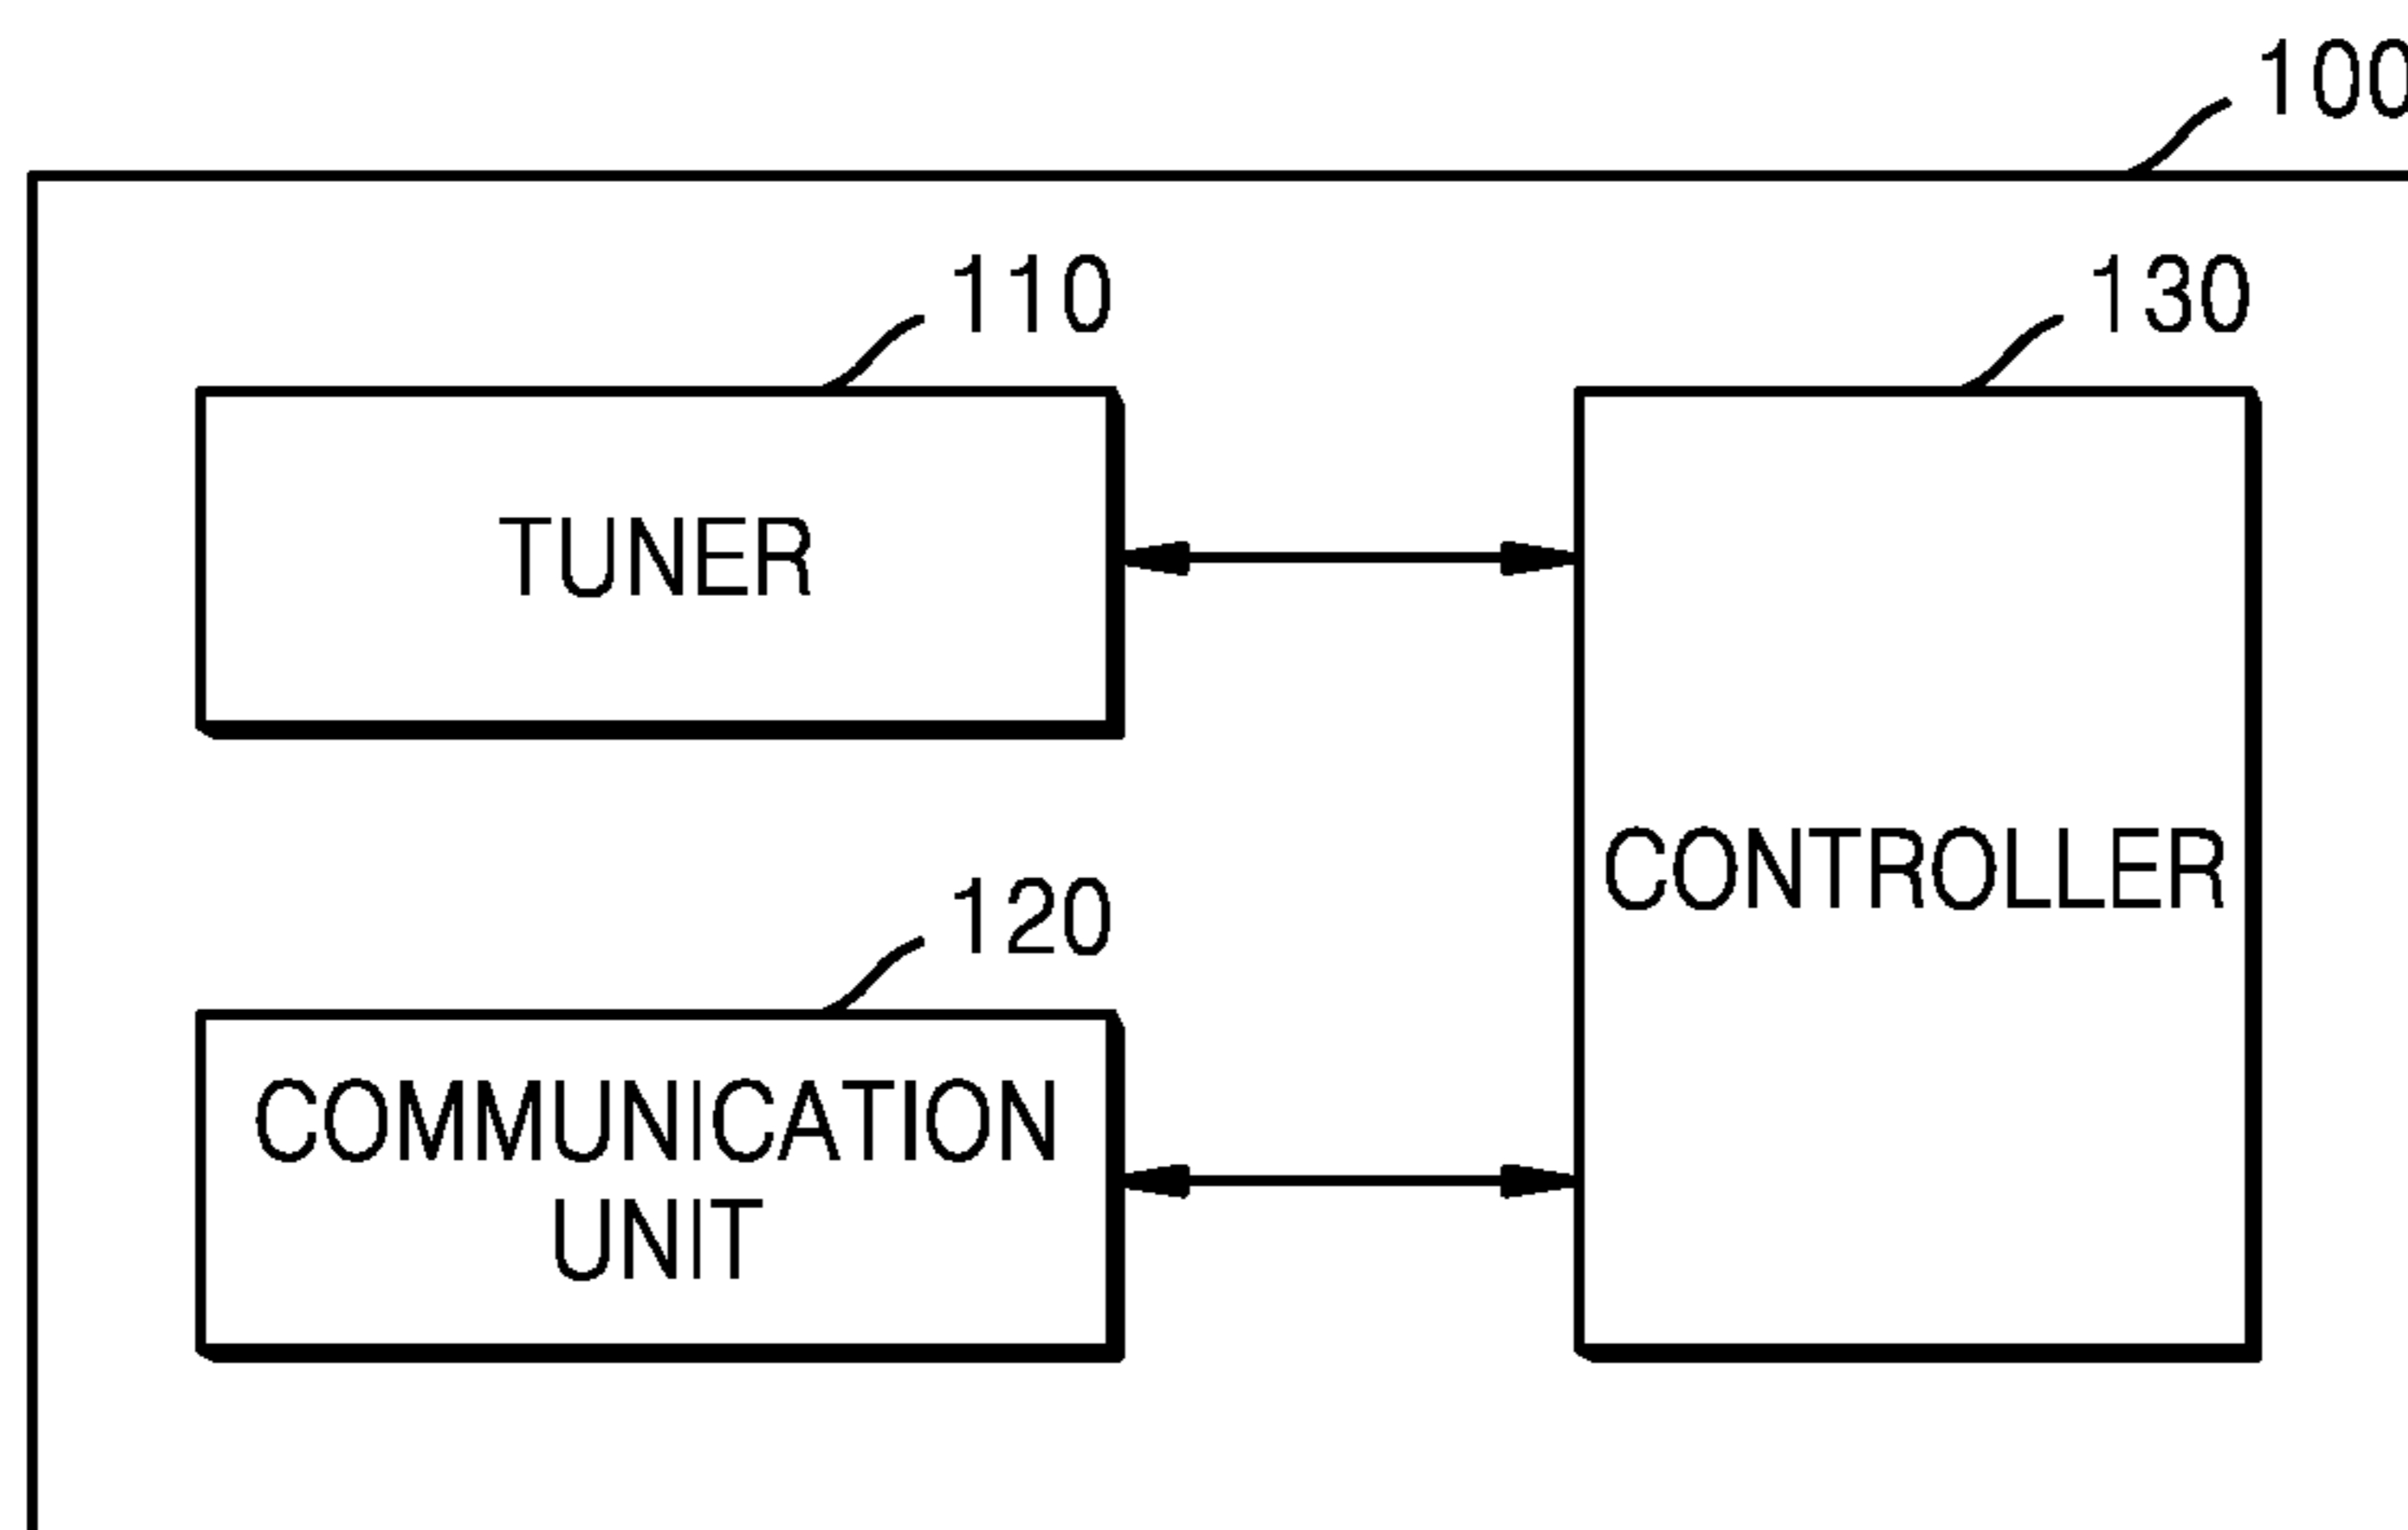 100
110
130
TUNER
CONTROLLER
120
COMMUNICATION
UNIT